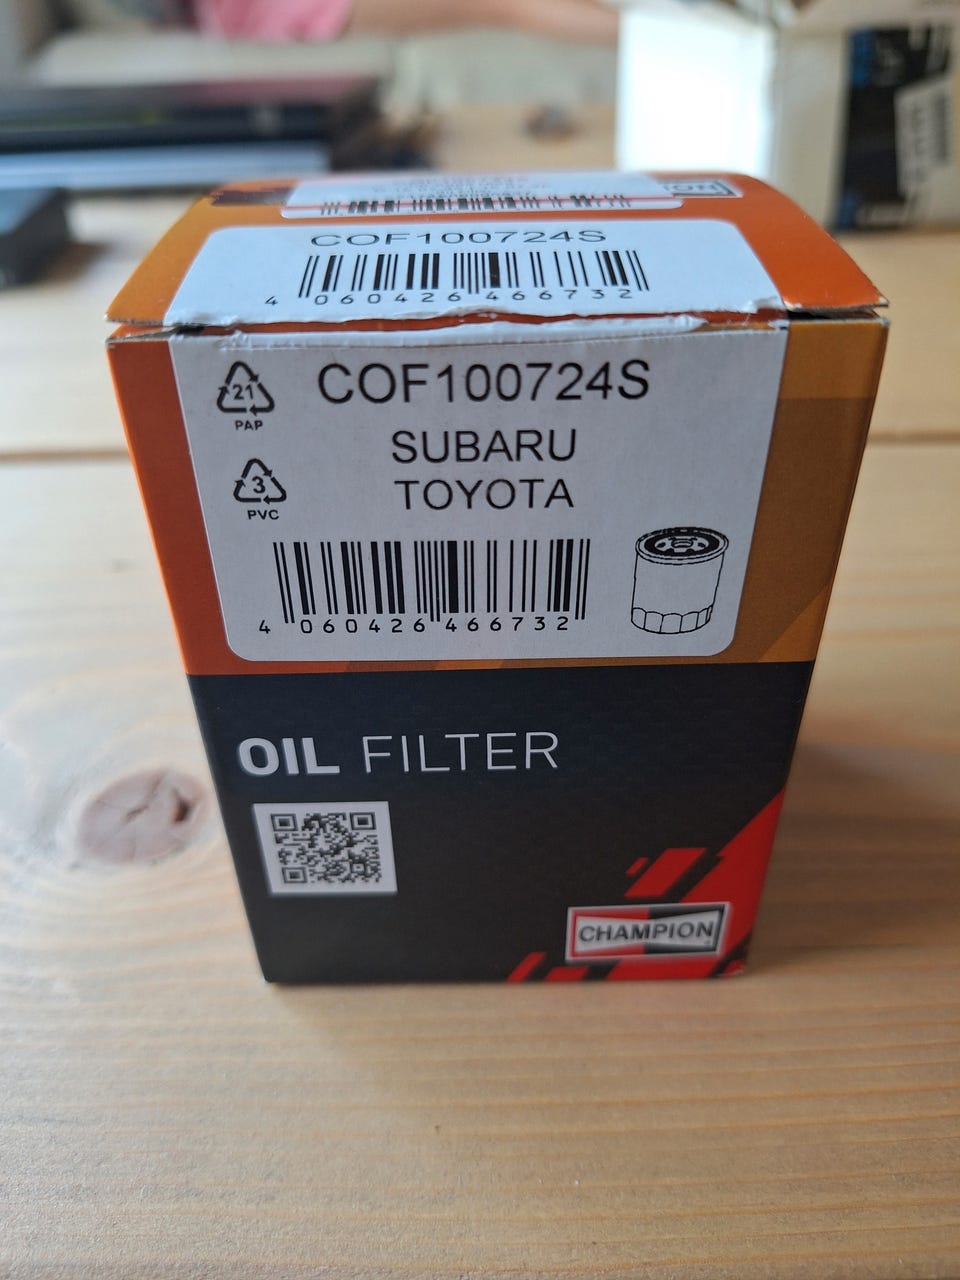 COF100724S
4 060426 466732
21
PAP
COF100724S
SUBARU
TOYOTA
3
PVC
4 060426 466732
OIL FILTER
CHAMPION